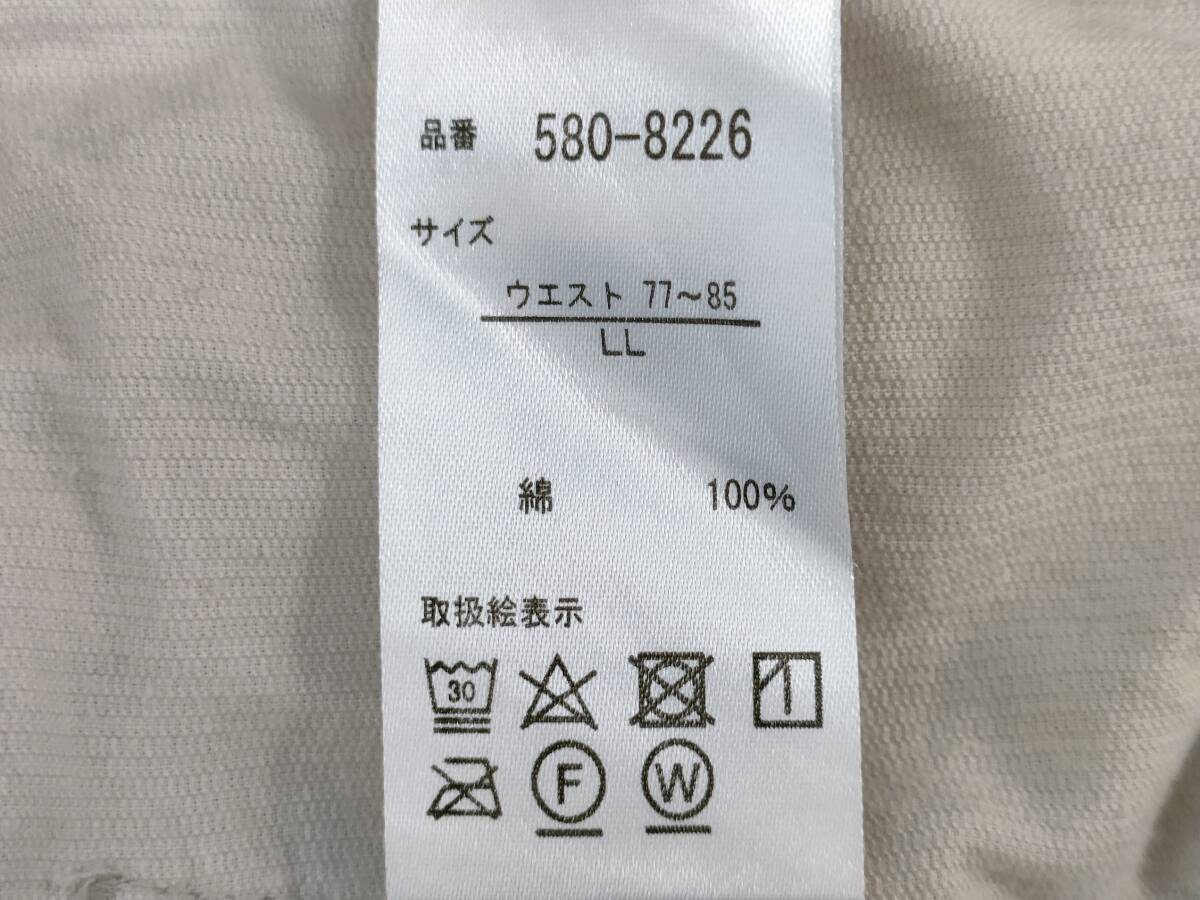 品番 580-8226
サイズ
ウエスト 77～85
LL
綿 100%
取扱絵表示
30
F W